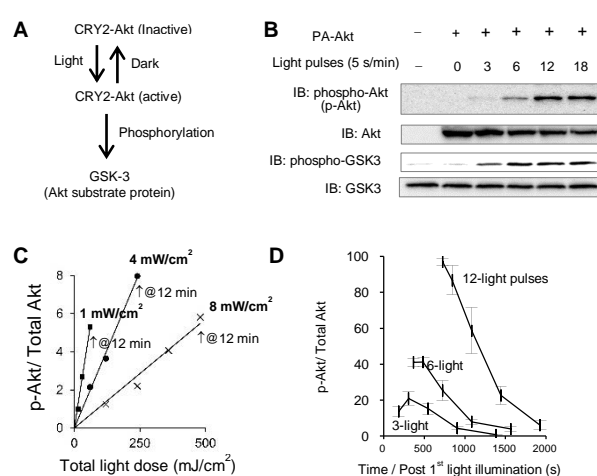 A
CRY2-Akt (Inactive)
Light
Dark
CRY2-Akt (active)
Phosphorylation
GSK-3
(Akt substrate protein)
B
PA-Akt – + + + + +
Light pulses (5 s/min) – 0 3 6 12 18
IB: phospho-Akt
(p-Akt)
IB: Akt
IB: phospho-GSK3
IB: GSK3
C
p-Akt/ Total Akt
8
6
4
2
0
0 250 500
Total light dose (mJ/cm²)
4 mW/cm²
↑@12 min
1 mW/cm²
↑@12 min
8 mW/cm²
↑@12 min
D
p-Akt/ Total Akt
100
80
60
40
20
0
0 500 1000 1500 2000
Time / Post 1st light illumination (s)
12-light pulses
6-light
3-light